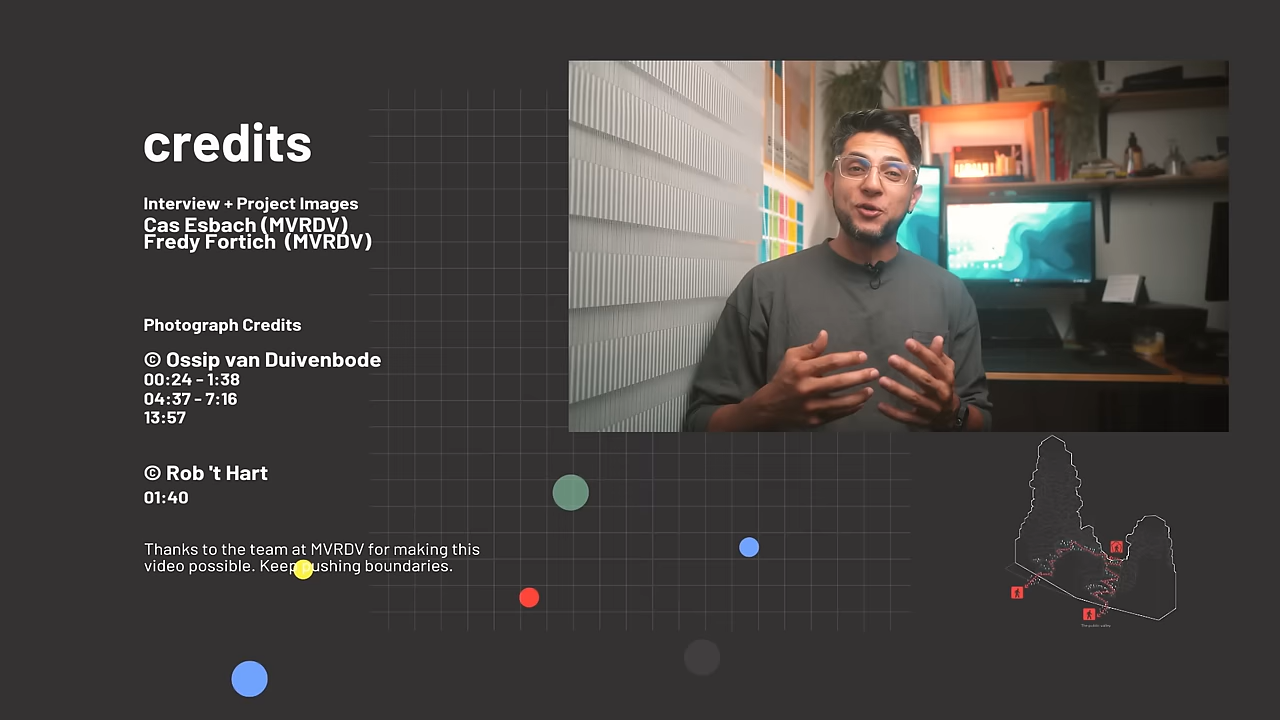 credits
Interview + Project Images
Cas Esbach (MVRDV)
Fredy Fortich (MVRDV)
Photograph Credits
© Ossip van Duivenbode
00:24 - 1:38
04:37 - 7:16
13:57
© Rob 't Hart
01:40
Thanks to the team at MVRDV for making this
video possible. Keep pushing boundaries.